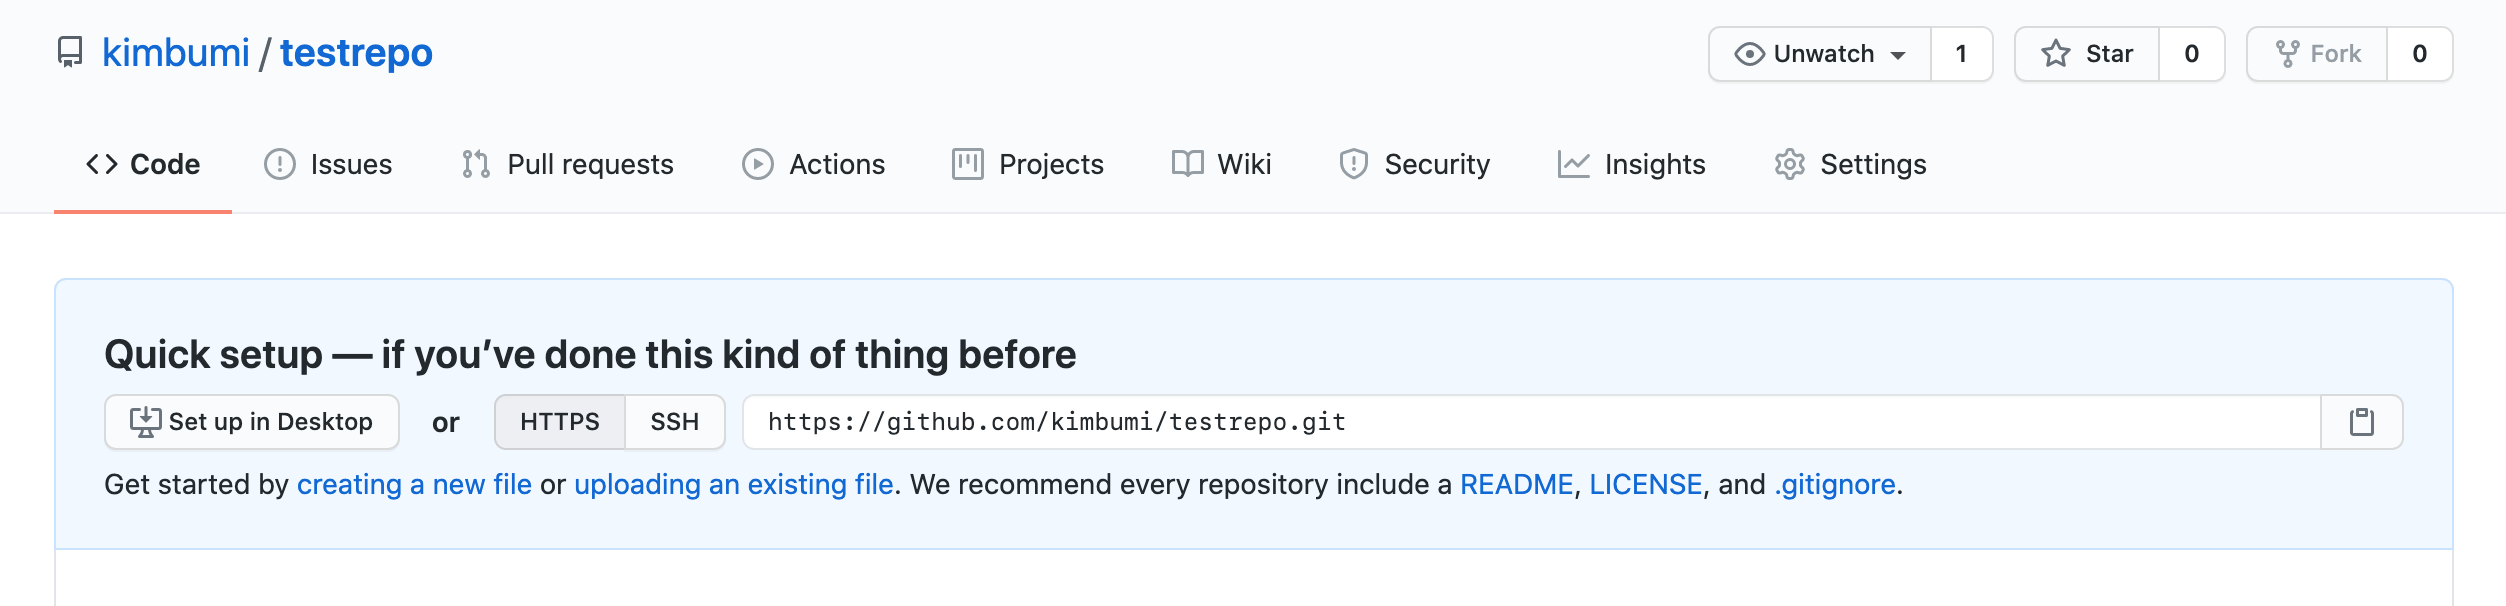 kimbumi / testrepo
Unwatch 1 Star 0 Fork 0
Code Issues Pull requests Actions Projects Wiki Security Insights Settings
Quick setup — if you’ve done this kind of thing before
Set up in Desktop or HTTPS SSH https://github.com/kimbumi/testrepo.git
Get started by creating a new file or uploading an existing file. We recommend every repository include a README, LICENSE, and .gitignore.